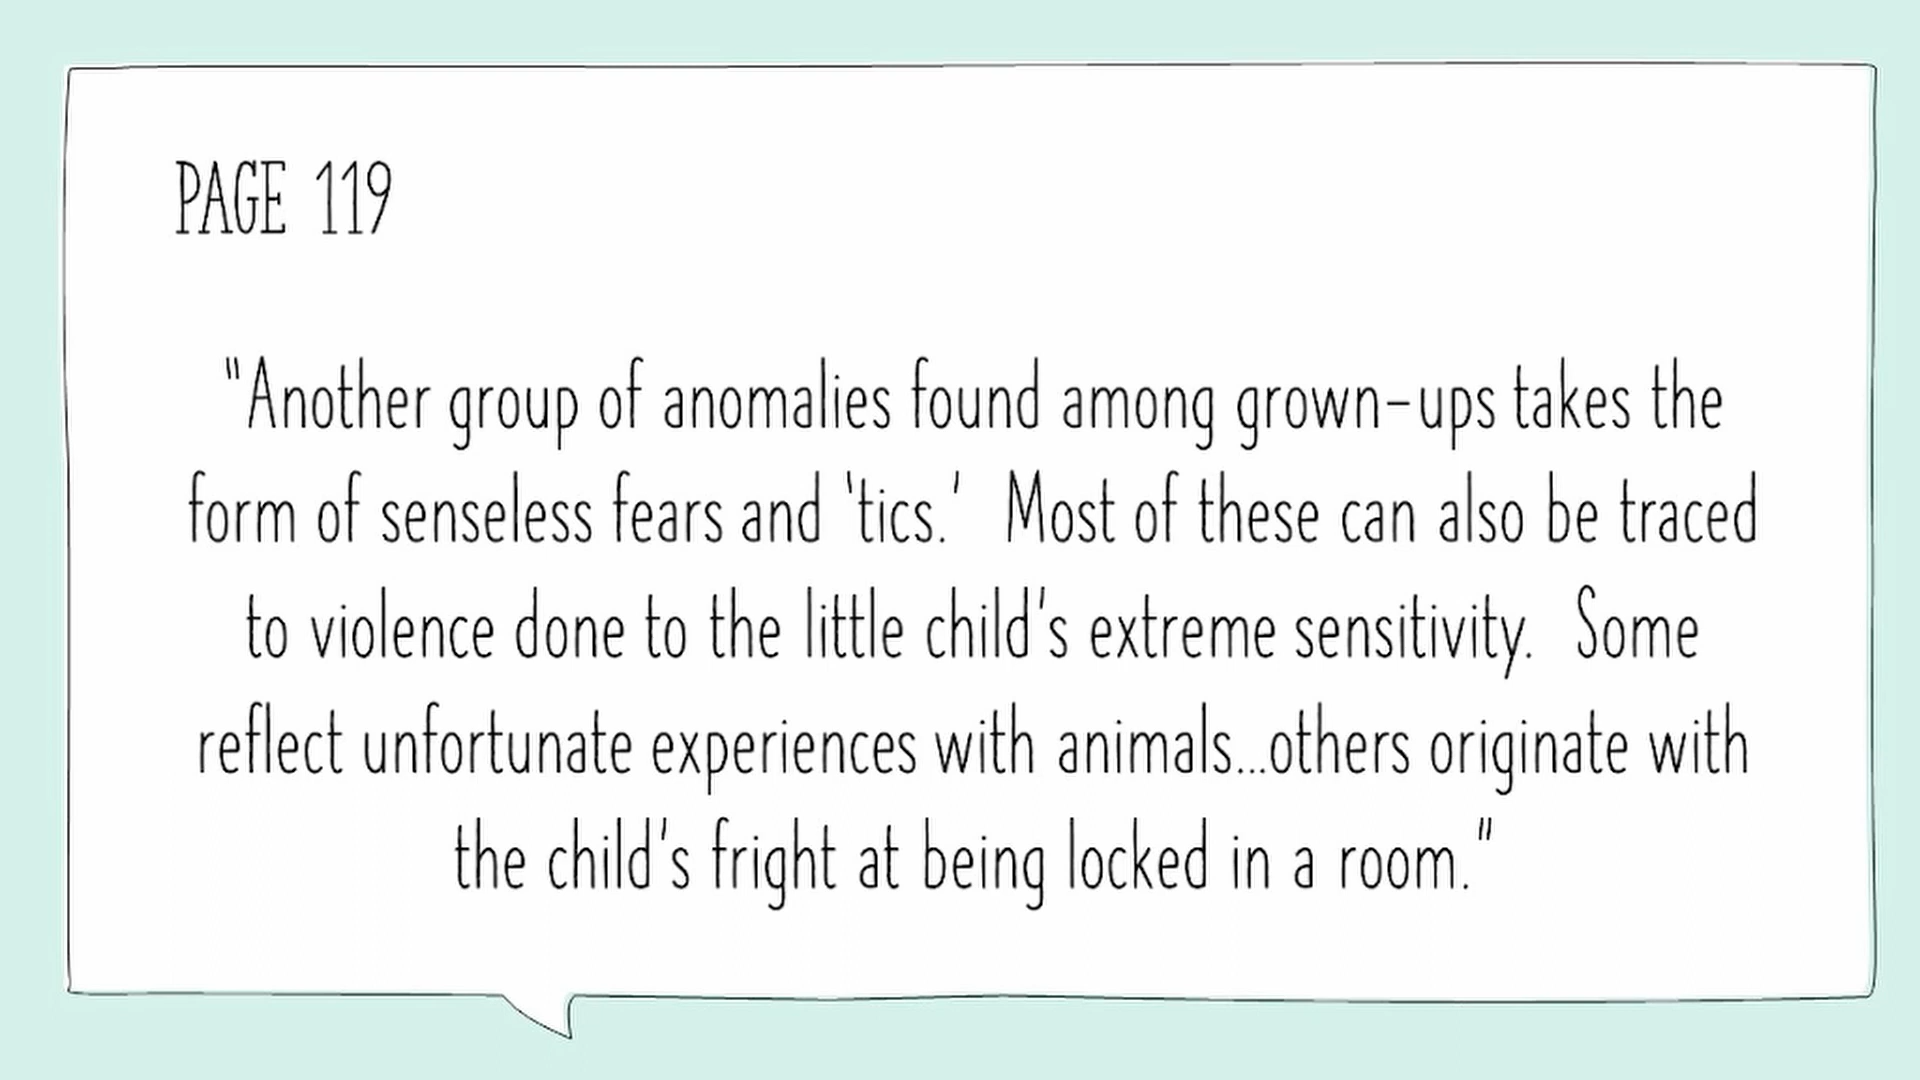 PAGE 119
"Another group of anomalies found among grown-ups takes the
form of senseless fears and 'tics.' Most of these can also be traced
to violence done to the little child's extreme sensitivity. Some
reflect unfortunate experiences with animals...others originate with
the child's fright at being locked in a room."